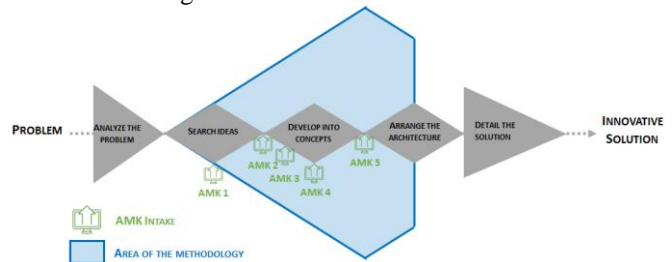 PROBLEM
ANALYZE THE
PROBLEM
SEARCH IDEAS
DEVELOP INTO
CONCEPTS
ARRANGE THE
ARCHITECTURE
DETAIL THE
SOLUTION
INNOVATIVE
SOLUTION
AMK 1
AMK 2
AMK 3
AMK 4
AMK 5
AMK INTAKE
AREA OF THE METHODOLOGY